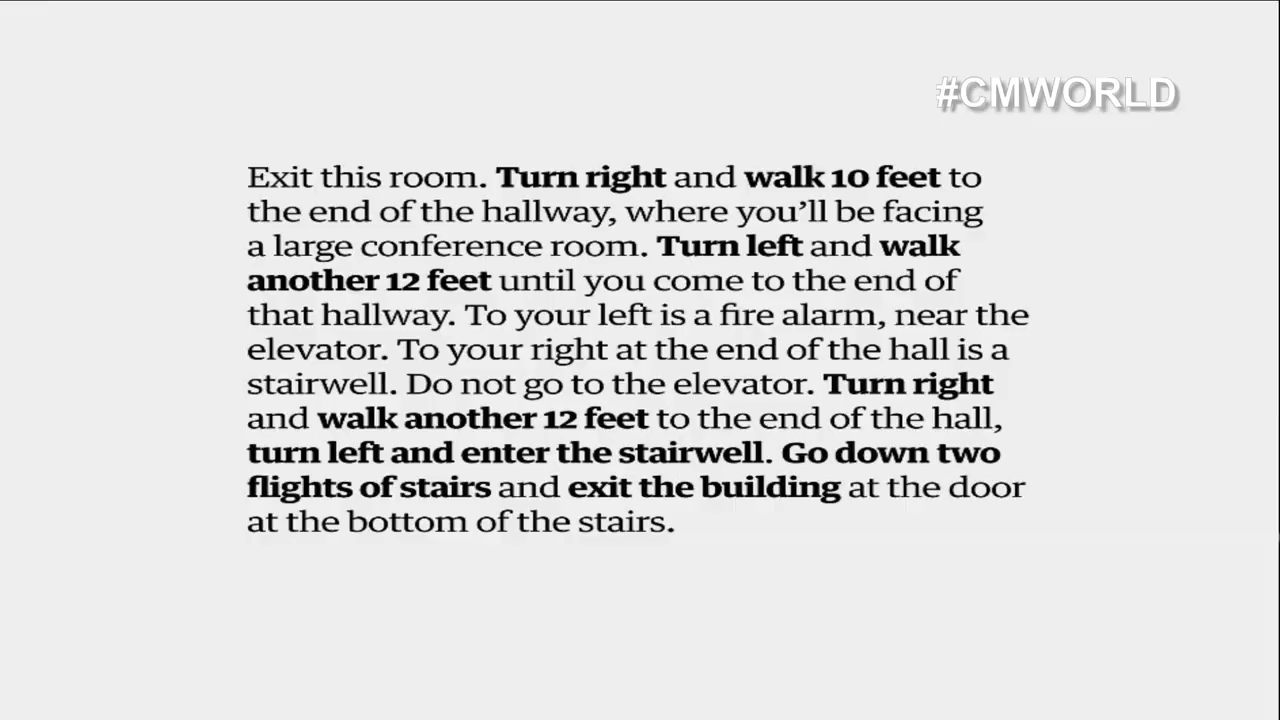 #CMWORLD
Exit this room. Turn right and walk 10 feet to
the end of the hallway, where you’ll be facing
a large conference room. Turn left and walk
another 12 feet until you come to the end of
that hallway. To your left is a fire alarm, near the
elevator. To your right at the end of the hall is a
stairwell. Do not go to the elevator. Turn right
and walk another 12 feet to the end of the hall,
turn left and enter the stairwell. Go down two
flights of stairs and exit the building at the door
at the bottom of the stairs.